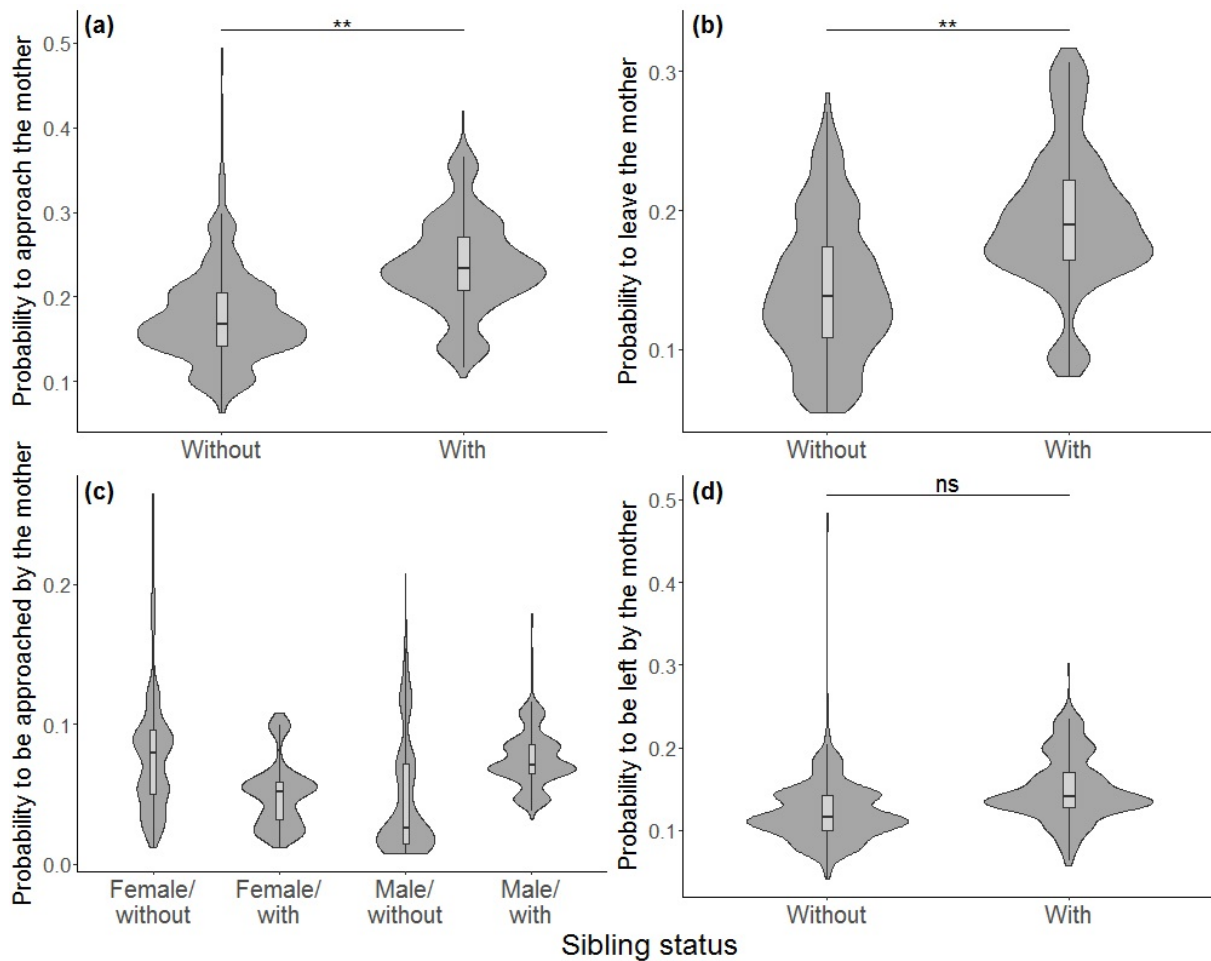 (a)
**
Probability to approach the mother
0.5
0.4
0.3
0.2
0.1
Without
With
(b)
**
Probability to leave the mother
0.3
0.2
0.1
Without
With
(c)
Probability to be approached by the mother
0.2
0.1
0.0
Female/
without
Female/
with
Male/
without
Male/
with
(d)
ns
Probability to be left by the mother
0.5
0.4
0.3
0.2
0.1
Without
With
Sibling status